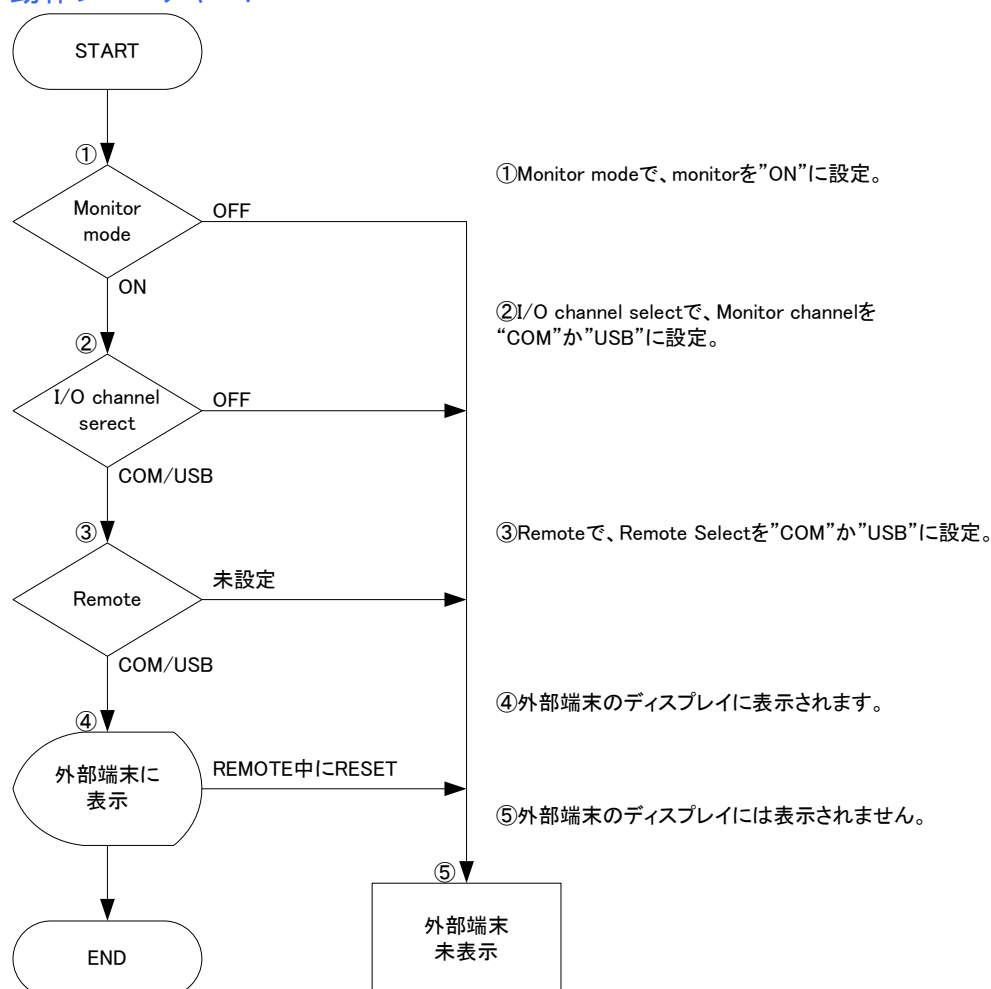 START
①
Monitor
mode
OFF
ON
①Monitor modeで、monitorを”ON”に設定。
②
I/O channel
serect
OFF
COM/USB
②I/O channel selectで、Monitor channelを
“COM”か”USB”に設定。
③
Remote
未設定
COM/USB
③Remoteで、Remote Selectを”COM”か”USB”に設定。
④
外部端末に
表示
REMOTE中にRESET
④外部端末のディスプレイに表示されます。
⑤外部端末のディスプレイには表示されません。
⑤
外部端末
未表示
END